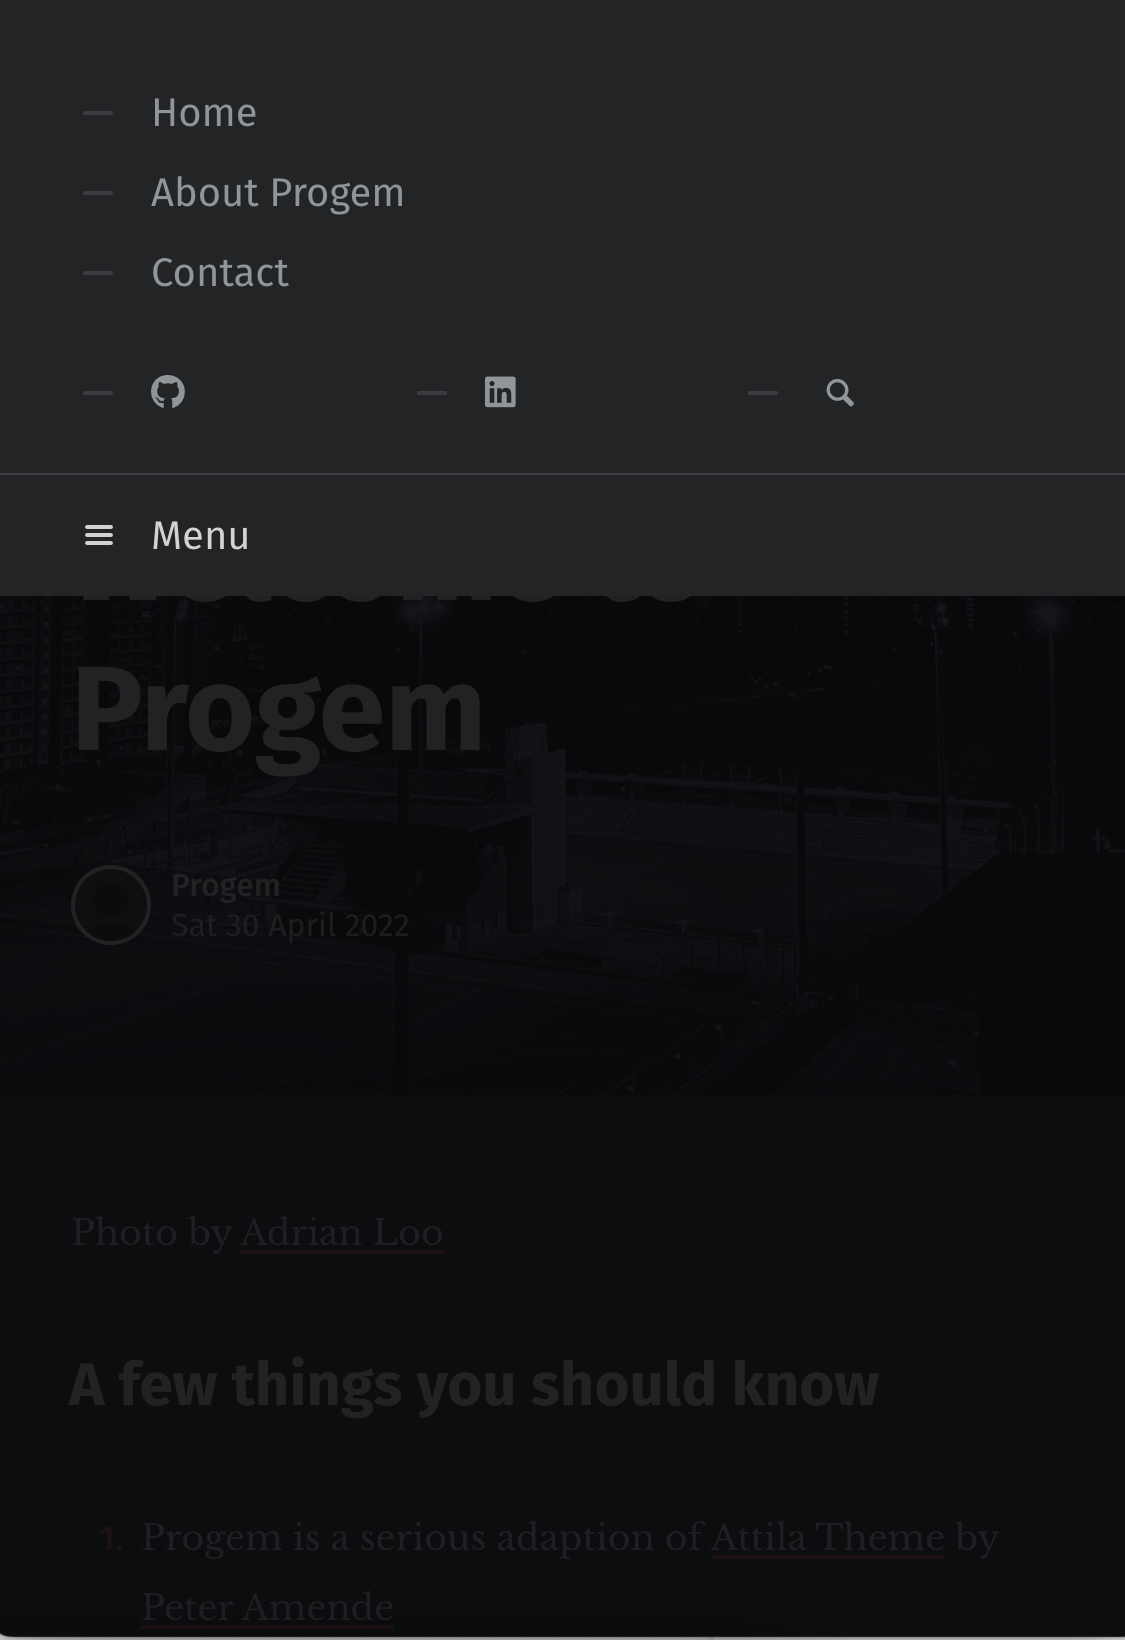 Home
About Progem
Contact
Menu
Progem
Progem
Sat 30 April 2022
Photo by Adrian Loo
A few things you should know
1. Progem is a serious adaption of Attila Theme by
Peter Amende